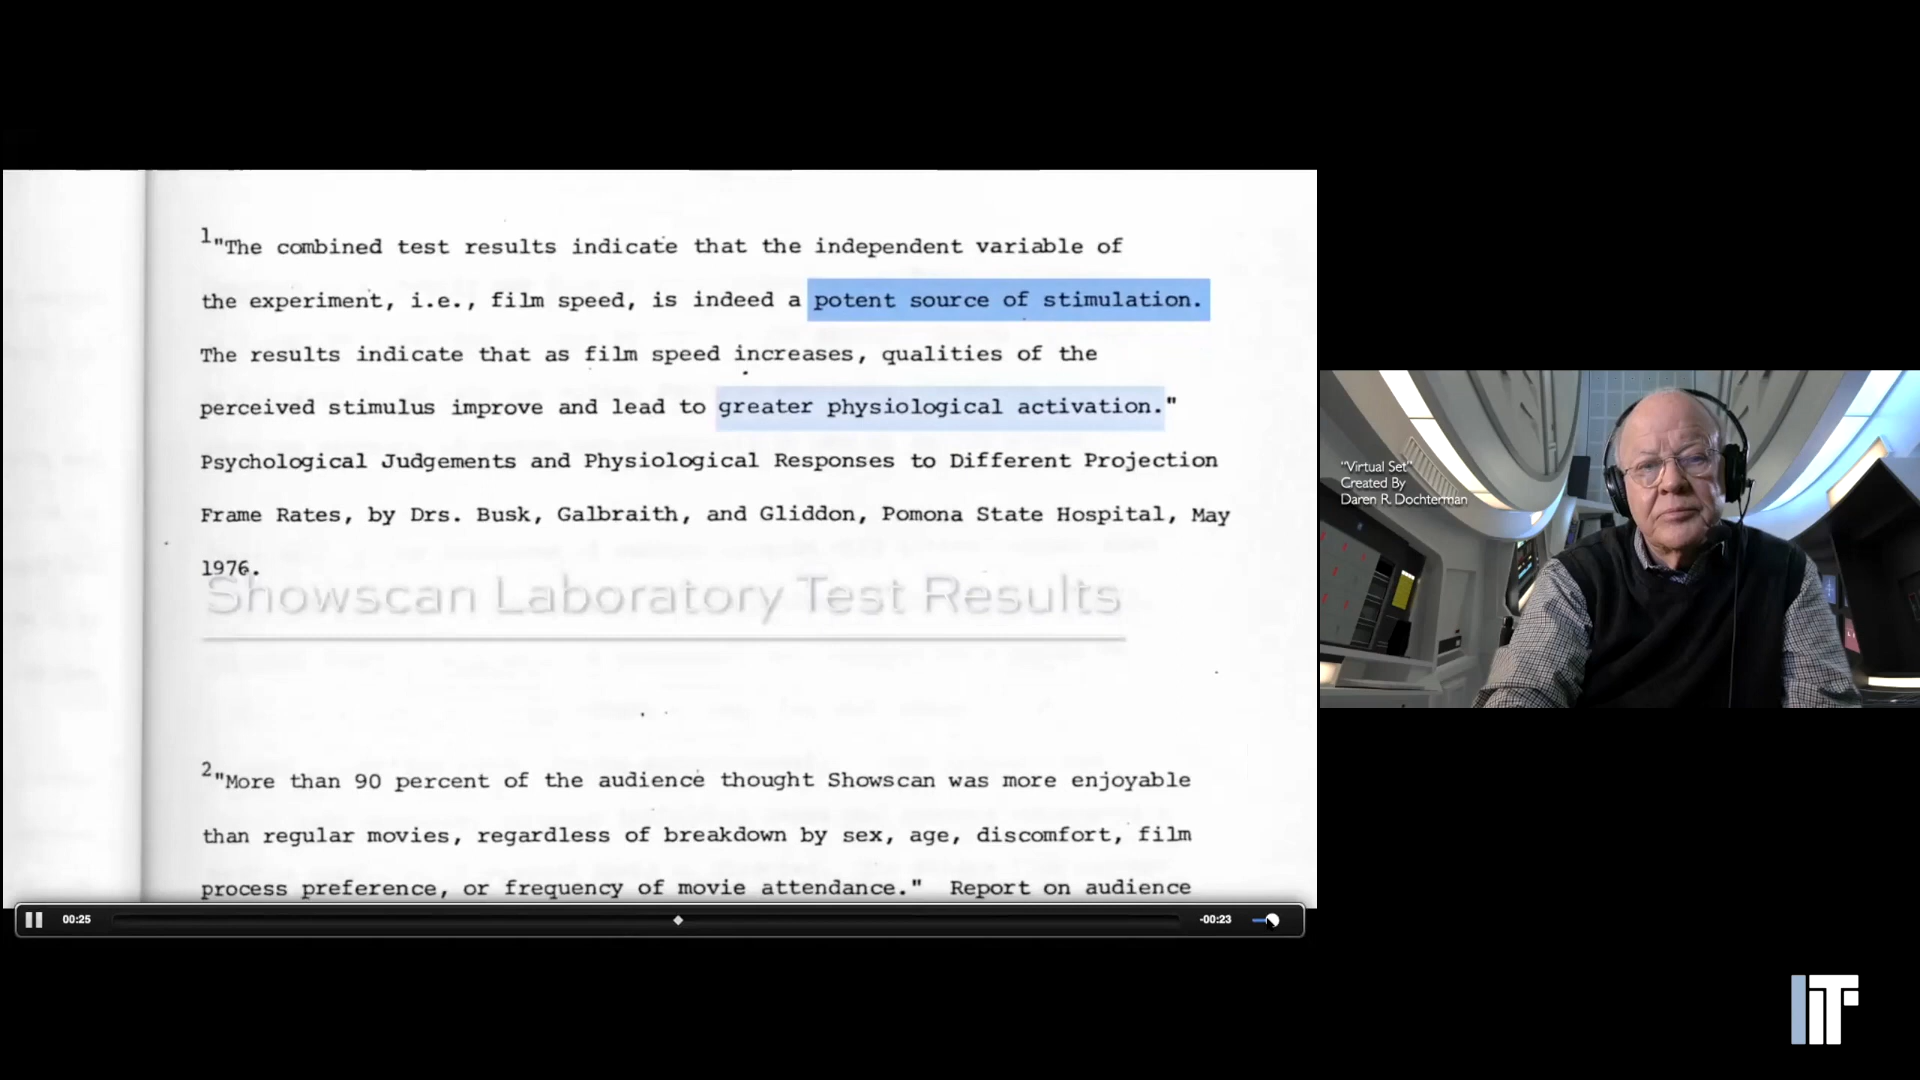 1"The combined test results indicate that the independent variable of
the experiment, i.e., film speed, is indeed a potent source of stimulation.
The results indicate that as film speed increases, qualities of the
perceived stimulus improve and lead to greater physiological activation."
Psychological Judgements and Physiological Responses to Different Projection
Frame Rates, by Drs. Busk, Galbraith, and Gliddon, Pomona State Hospital, May
1976.
Showscan Laboratory Test Results
2"More than 90 percent of the audience thought Showscan was more enjoyable
than regular movies, regardless of breakdown by sex, age, discomfort, film
process preference, or frequency of movie attendance." Report on audience
00:25
-00:23
"Virtual Set"
Created By
Daren R. Dochterman
ITF